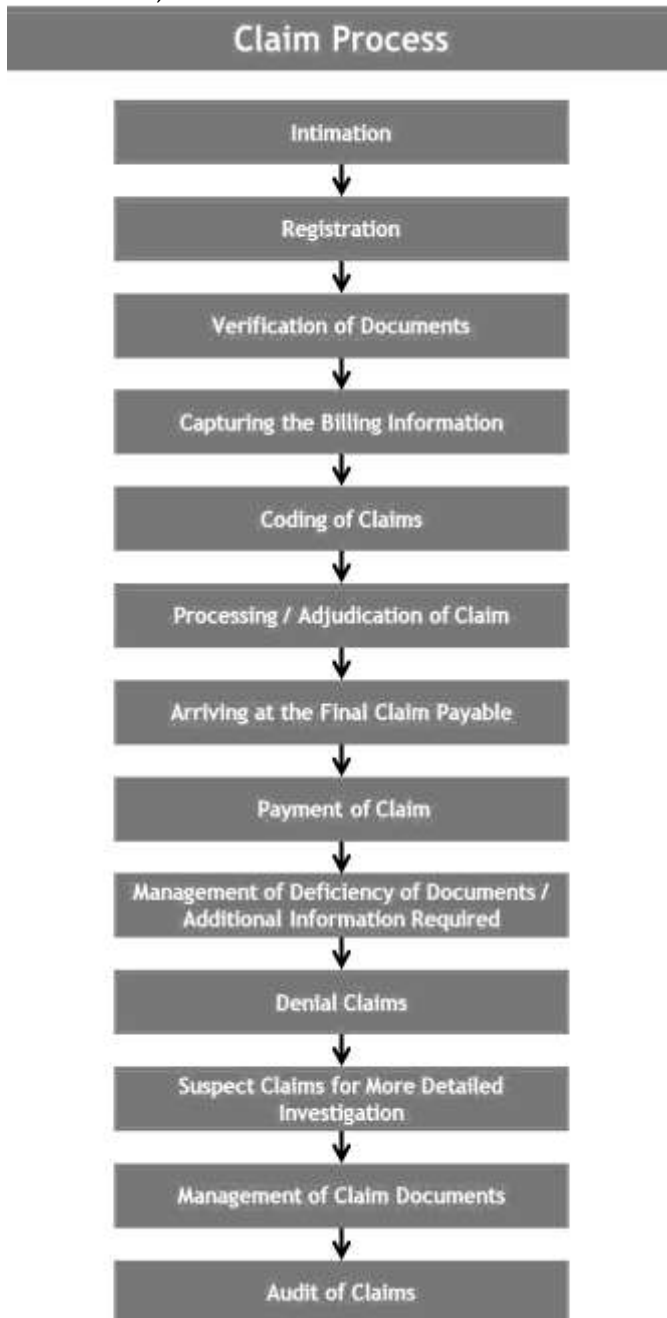 Claim Process
Intimation
Registration
Verification of Documents
Capturing the Billing Information
Coding of Claims
Processing / Adjudication of Claim
Arriving at the Final Claim Payable
Payment of Claim
Management of Deficiency of Documents /
Additional Information Required
Denial Claims
Suspect Claims for More Detailed
Investigation
Management of Claim Documents
Audit of Claims